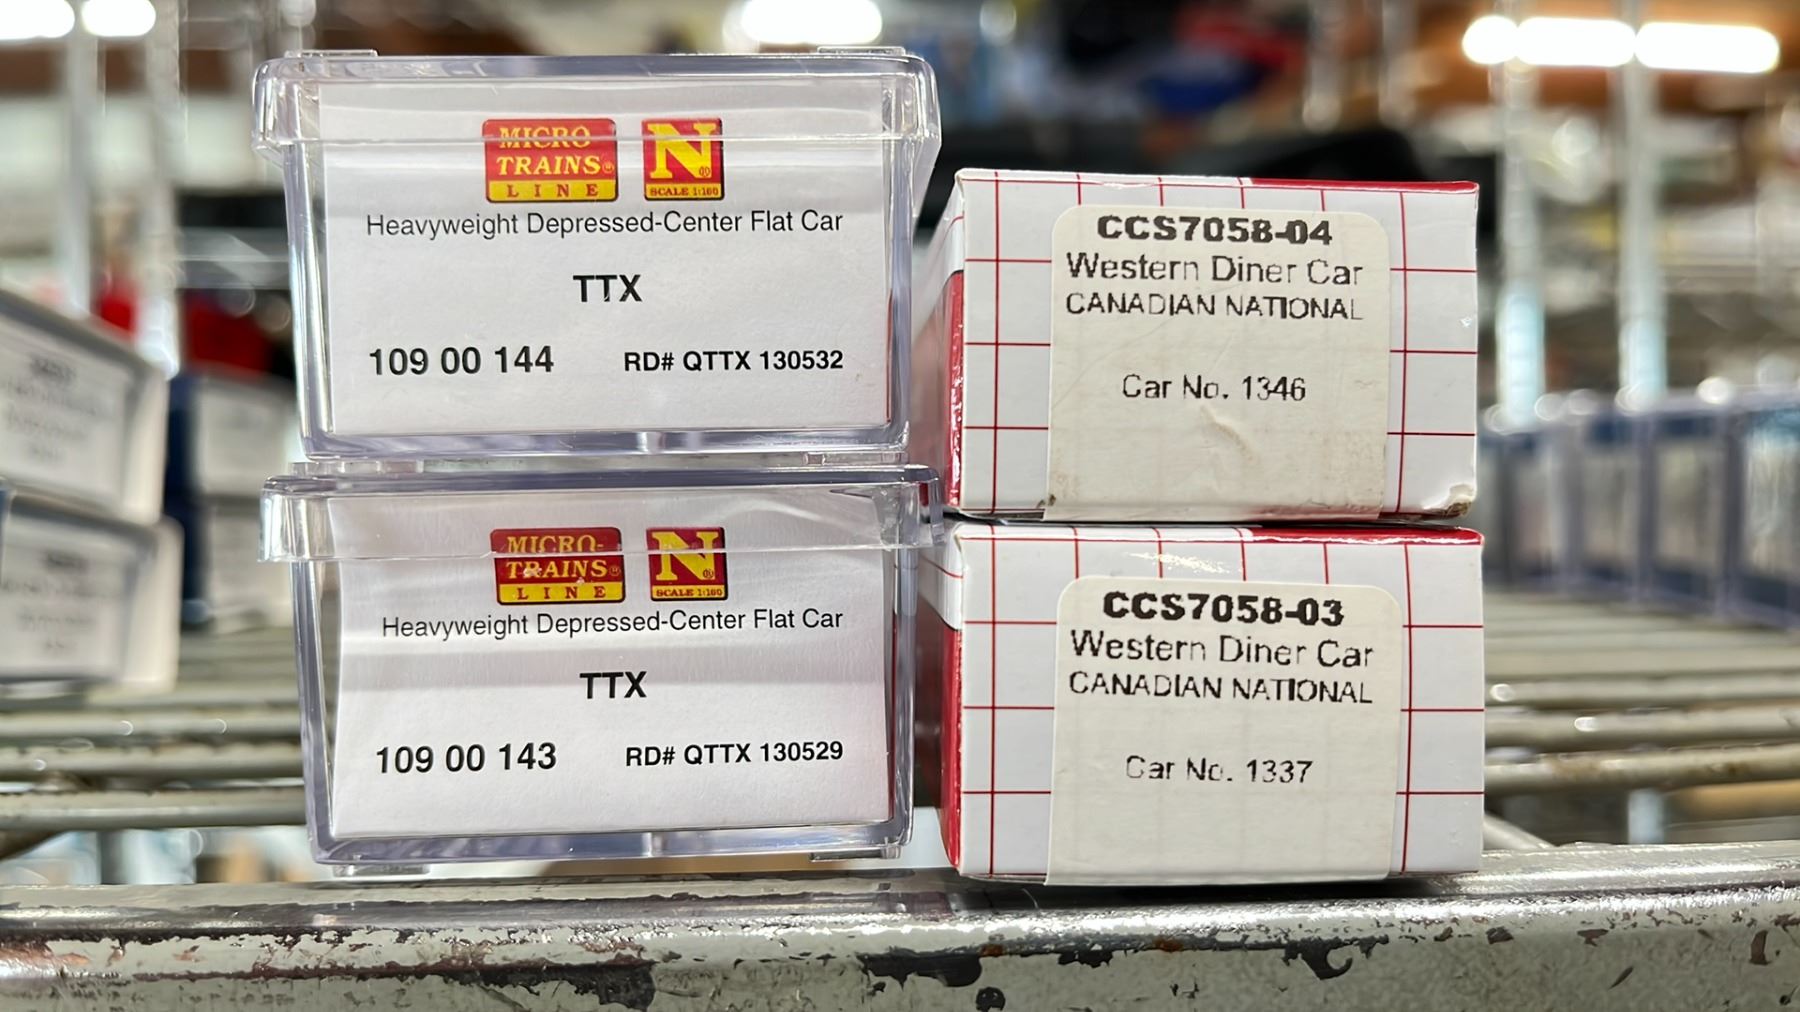 MICRO-
TRAINS®
LINE
N®
SCALE 1:160
Heavyweight Depressed-Center Flat Car
TTX
109 00 144 RD# QTTX 130532
MICRO-
TRAINS®
LINE
N®
SCALE 1:160
Heavyweight Depressed-Center Flat Car
TTX
109 00 143 RD# QTTX 130529
CCS7058-04
Western Diner Car
CANADIAN NATIONAL
Car No. 1346
CCS7058-03
Western Diner Car
CANADIAN NATIONAL
Car No. 1337